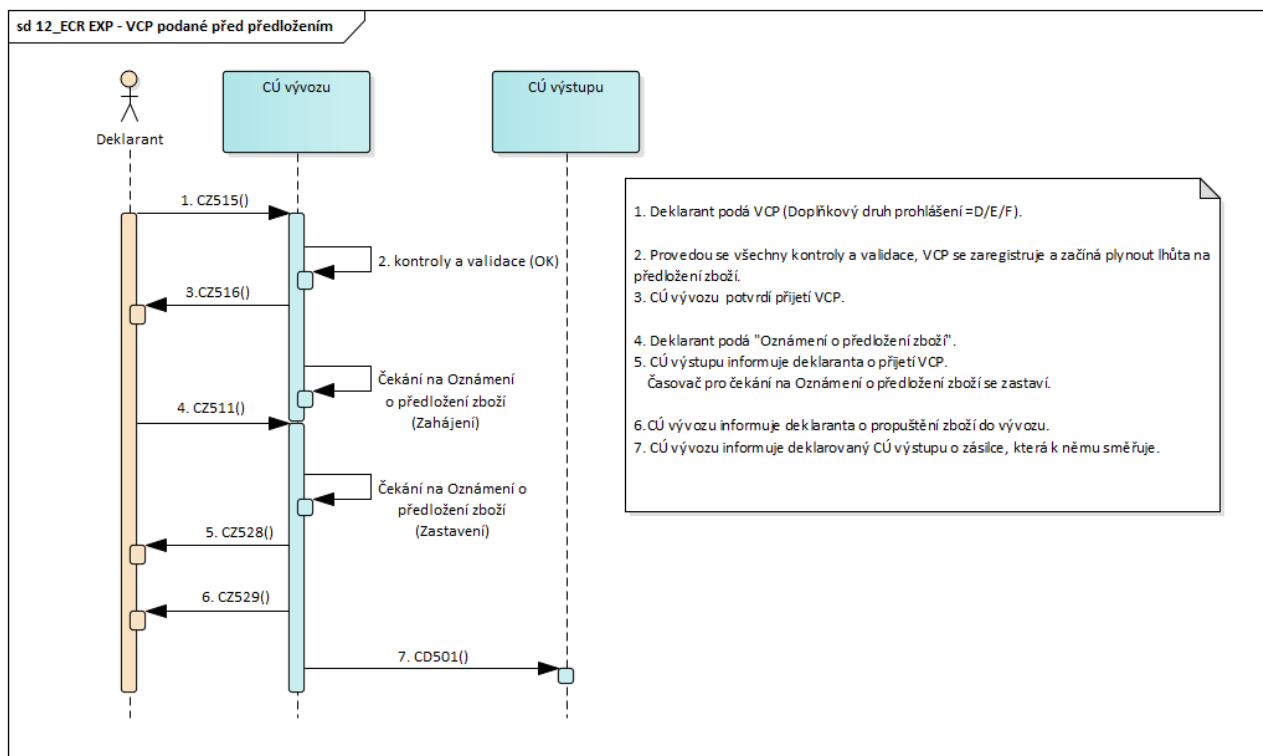 sd 12_ECR EXP - VCP podané před předložením
CÚ vývozu
CÚ výstupu
Deklarant
1. CZ515()
2. kontroly a validace (OK)
3.CZ516()
Čekání na Oznámení
o předložení zboží
(Zahájení)
4. CZ511()
Čekání na Oznámení o
předložení zboží
(Zastavení)
5. CZ528()
6. CZ529()
7. CD501()
1. Deklarant podá VCP (Doplňkový druh prohlášení =D/E/F).
2. Provedou se všechny kontroly a validace, VCP se zaregistruje a začíná plynout lhůta na
předložení zboží.
3. CÚ vývozu potvrdí přijetí VCP.
4. Deklarant podá "Oznámení o předložení zboží".
5. CÚ výstupu informuje deklaranta o přijetí VCP.
Časovač pro čekání na Oznámení o předložení zboží se zastaví.
6.CÚ vývozu informuje deklaranta o propuštění zboží do vývozu.
7. CÚ vývozu informuje deklarovaný CÚ výstupu o zásilce, která k němu směřuje.